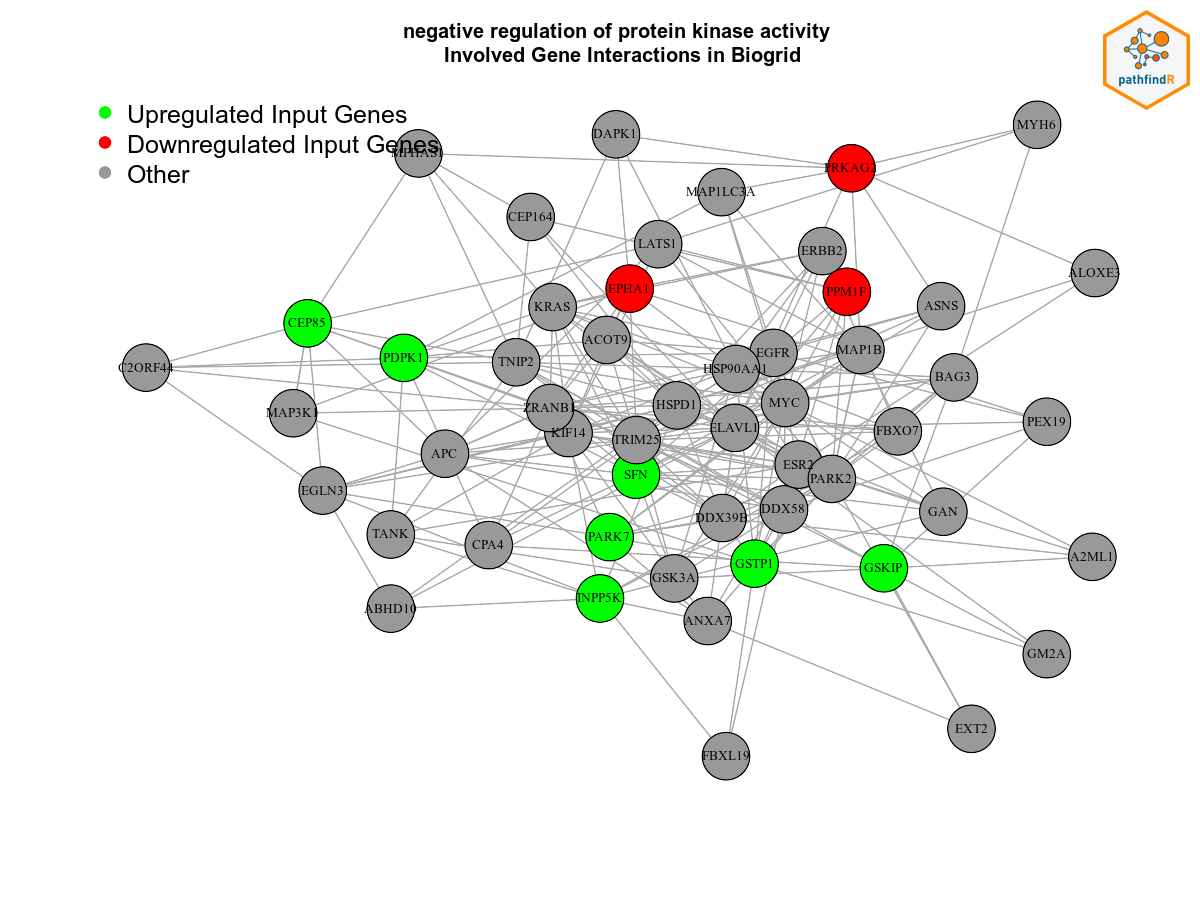 negative regulation of protein kinase activity
Involved Gene Interactions in Biogrid
pathfindR
Upregulated Input Genes
Downregulated Input Genes
Other
DAPK1
MYH6
PRKAG2
MAP1LC3A
CEP164
LATS1
ERBB2
ALOXE3
EPHA1
PPM1F
KRAS
ASNS
CEP85
ACOT9
MAP1B
EGFR
PDPK1
TNIP2
C2ORF44
HSP90AA1
BAG3
MAP3K1
ZRANB1
HSPD1
MYC
PEX19
KIF14
TRIM25
ELAVL1
FBXO7
APC
ESR2
SFN
PARK2
EGLN3
DDX39B
DDX58
GAN
TANK
PARK7
CPA4
A2ML1
GSTP1
GSKIP
GSK3A
ABHD10
INPP5K
ANXA7
GM2A
EXT2
FBXL19